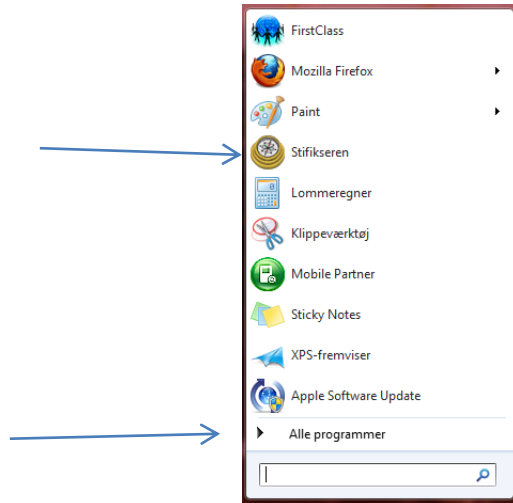 FirstClass
Mozilla Firefox
Paint
Stifikseren
Lommeregner
Klippeværktøj
Mobile Partner
Sticky Notes
XPS-fremviser
Apple Software Update
Alle programmer